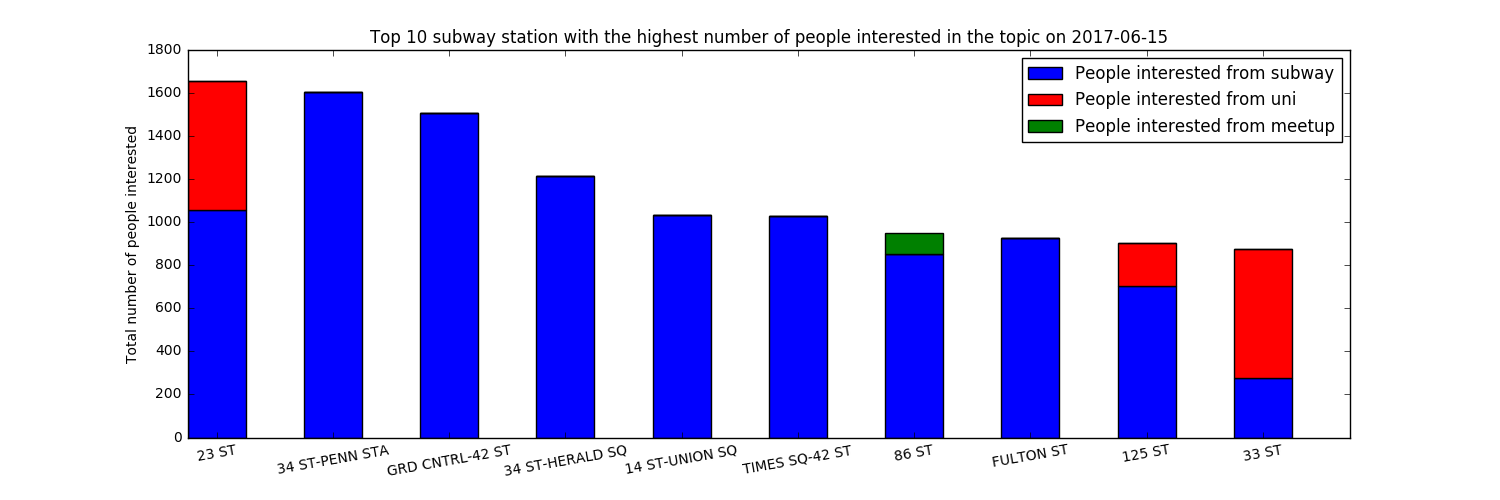 Top 10 subway station with the highest number of people interested in the topic on 2017-06-15
1800
1600
1400
1200
1000
800
600
400
200
0
Total number of people interested
People interested from subway
People interested from uni
People interested from meetup
23 ST
34 ST-PENN STA
GRD CNTRL-42 ST
34 ST-HERALD SQ
14 ST-UNION SQ
TIMES SQ-42 ST
86 ST
FULTON ST
125 ST
33 ST